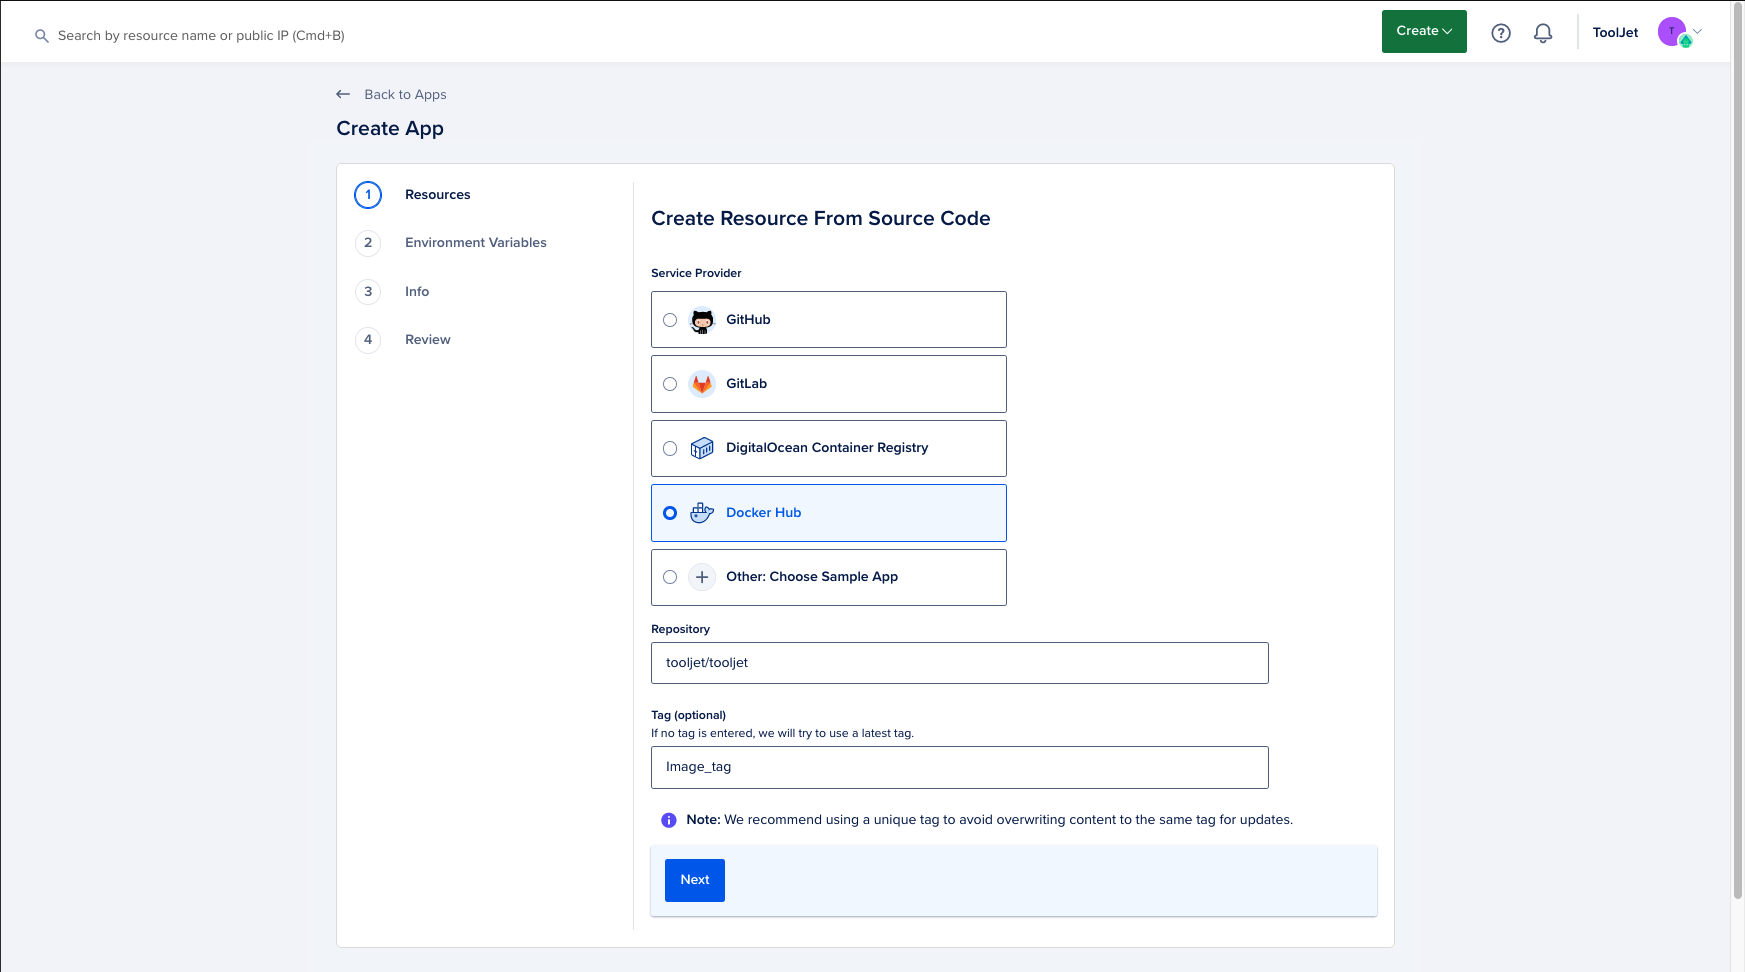 Search by resource name or public IP (Cmd+B)
Create
ToolJet
T
Back to Apps
Create App
1 Resources
2 Environment Variables
3 Info
4 Review
Create Resource From Source Code
Service Provider
GitHub
GitLab
DigitalOcean Container Registry
Docker Hub
Other: Choose Sample App
Repository
tooljet/tooljet
Tag (optional)
If no tag is entered, we will try to use a latest tag.
Image_tag
Note: We recommend using a unique tag to avoid overwriting content to the same tag for updates.
Next